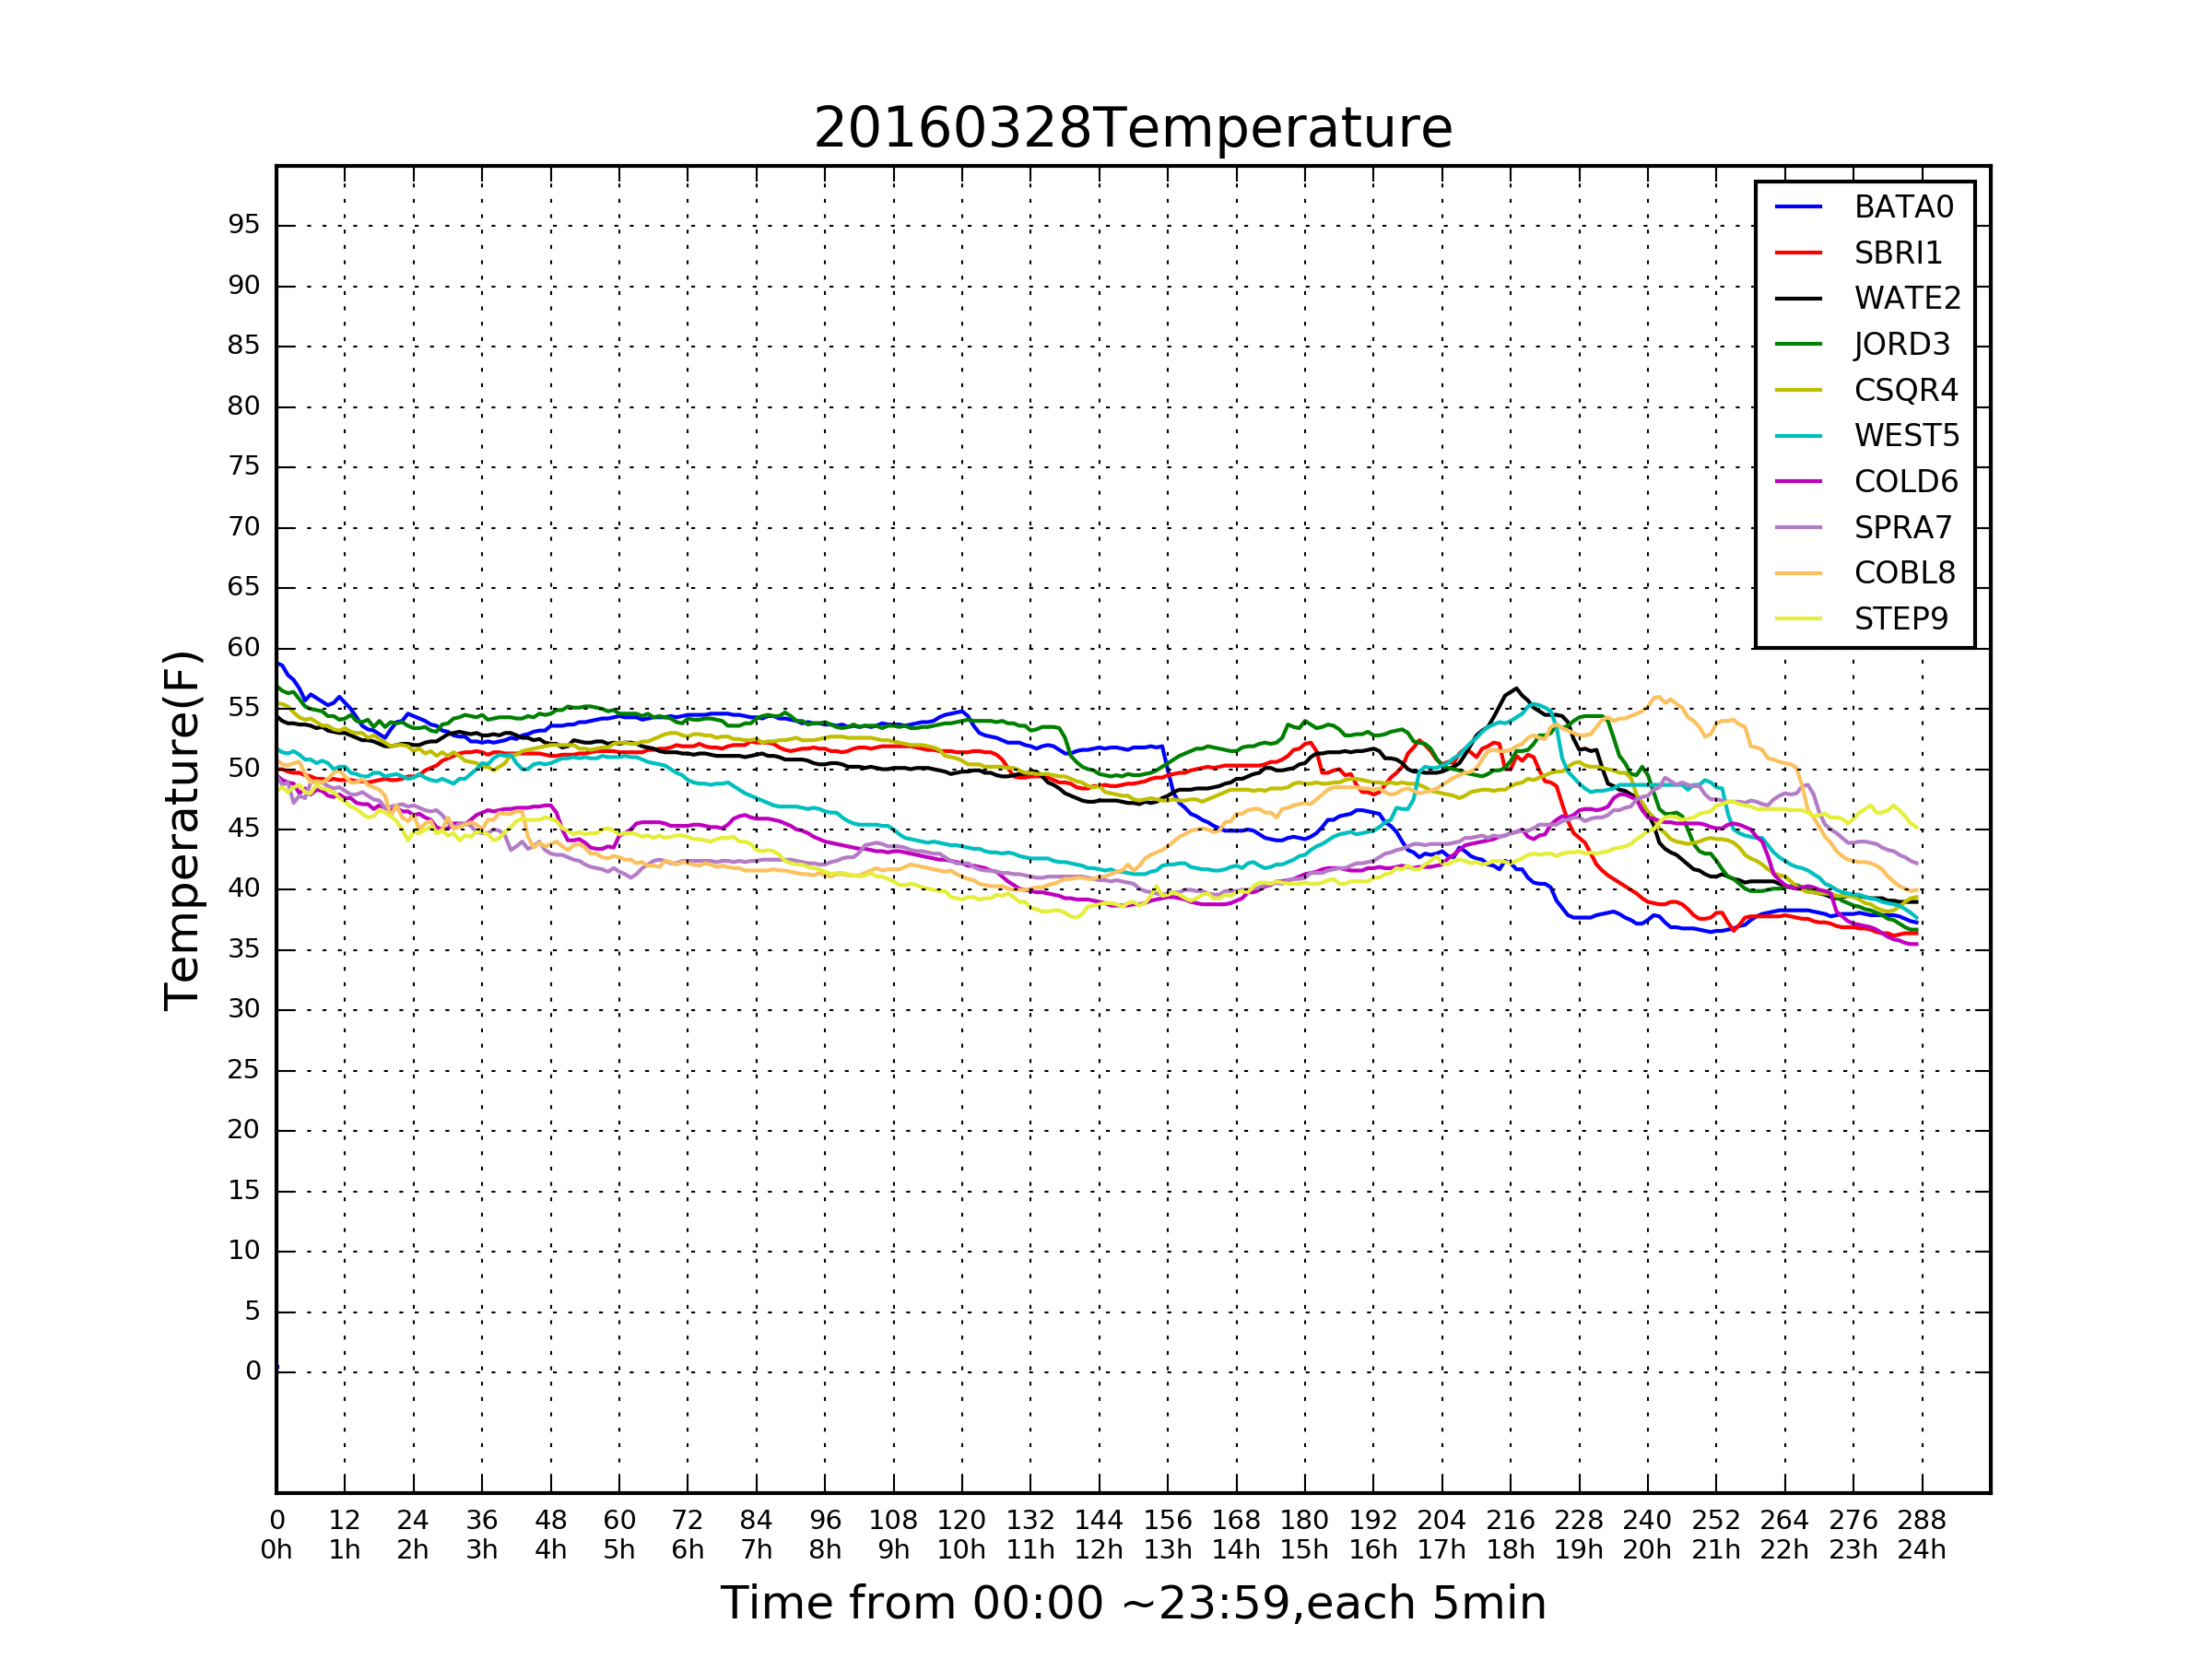 20160328Temperature
95
90
85
80
75
70
65
60
55
50
45
40
35
30
25
20
15
10
5
0
Temperature(F)
BATA0
SBRI1
WATE2
JORD3
CSQR4
WEST5
COLD6
SPRA7
COBL8
STEP9
0 12 24 36 48 60 72 84 96 108 120 132 144 156 168 180 192 204 216 228 240 252 264 276 288
0h 1h 2h 3h 4h 5h 6h 7h 8h 9h 10h 11h 12h 13h 14h 15h 16h 17h 18h 19h 20h 21h 22h 23h 24h
Time from 00:00 ~23:59,each 5min